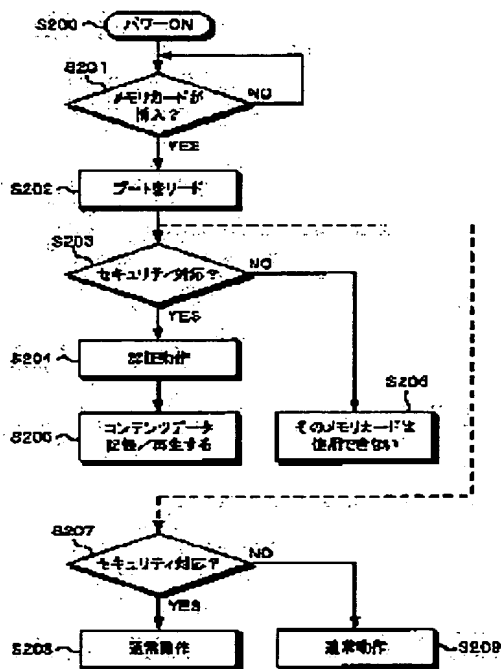 S200
パワーON
S201
メモリカードが
挿入?
NO
YES
S202
ブートをリード
S203
セキュリティ対応?
NO
YES
S204
認証動作
S206
S205
コンテンツデータ
記録/再生する
そのメモリカードは
使用できない
S207
セキュリティ対応?
NO
YES
S208
通常動作
通常動作
S209